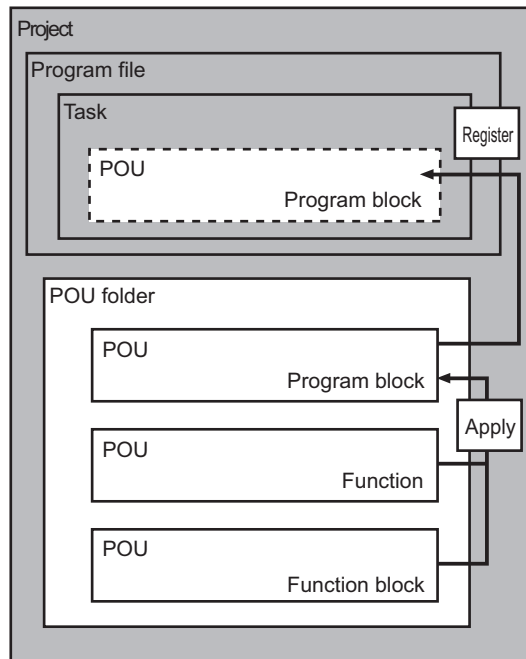 Project
Program file
Task
Register
POU
Program block
POU folder
POU
Program block
Apply
POU
Function
POU
Function block